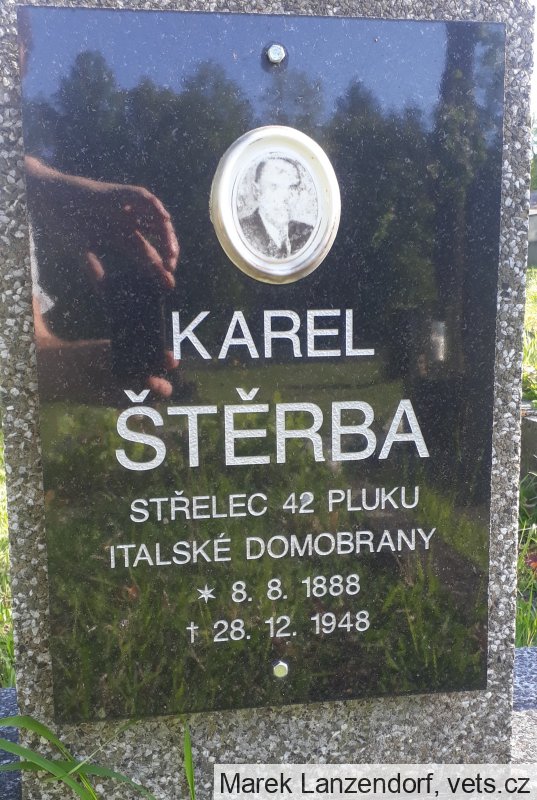 KAREL
ŠTĚRBA
STŘELEC 42 PLUKU
ITALSKÉ DOMOBRANY
* 8. 8. 1888
† 28. 12. 1948
Marek Lanzendorf, vets.cz